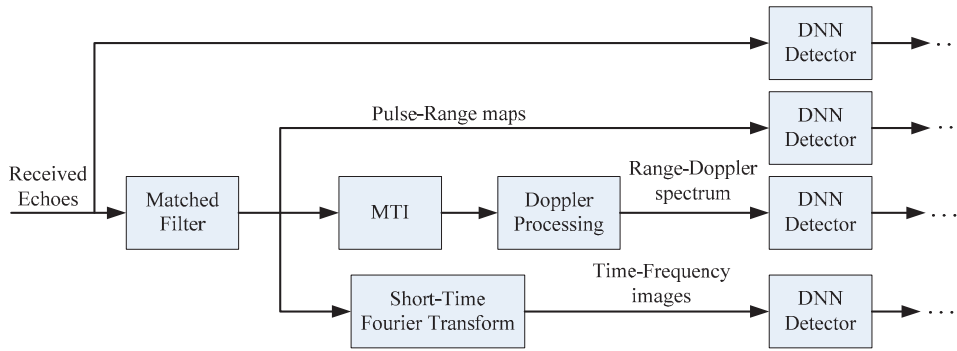 DNN
Detector
..
Pulse-Range maps
DNN
Detector
..
Received
Echoes
Matched
Filter
MTI
Doppler
Processing
Range-Doppler
spectrum
DNN
Detector
...
Short-Time
Fourier Transform
Time-Frequency
images
DNN
Detector
...